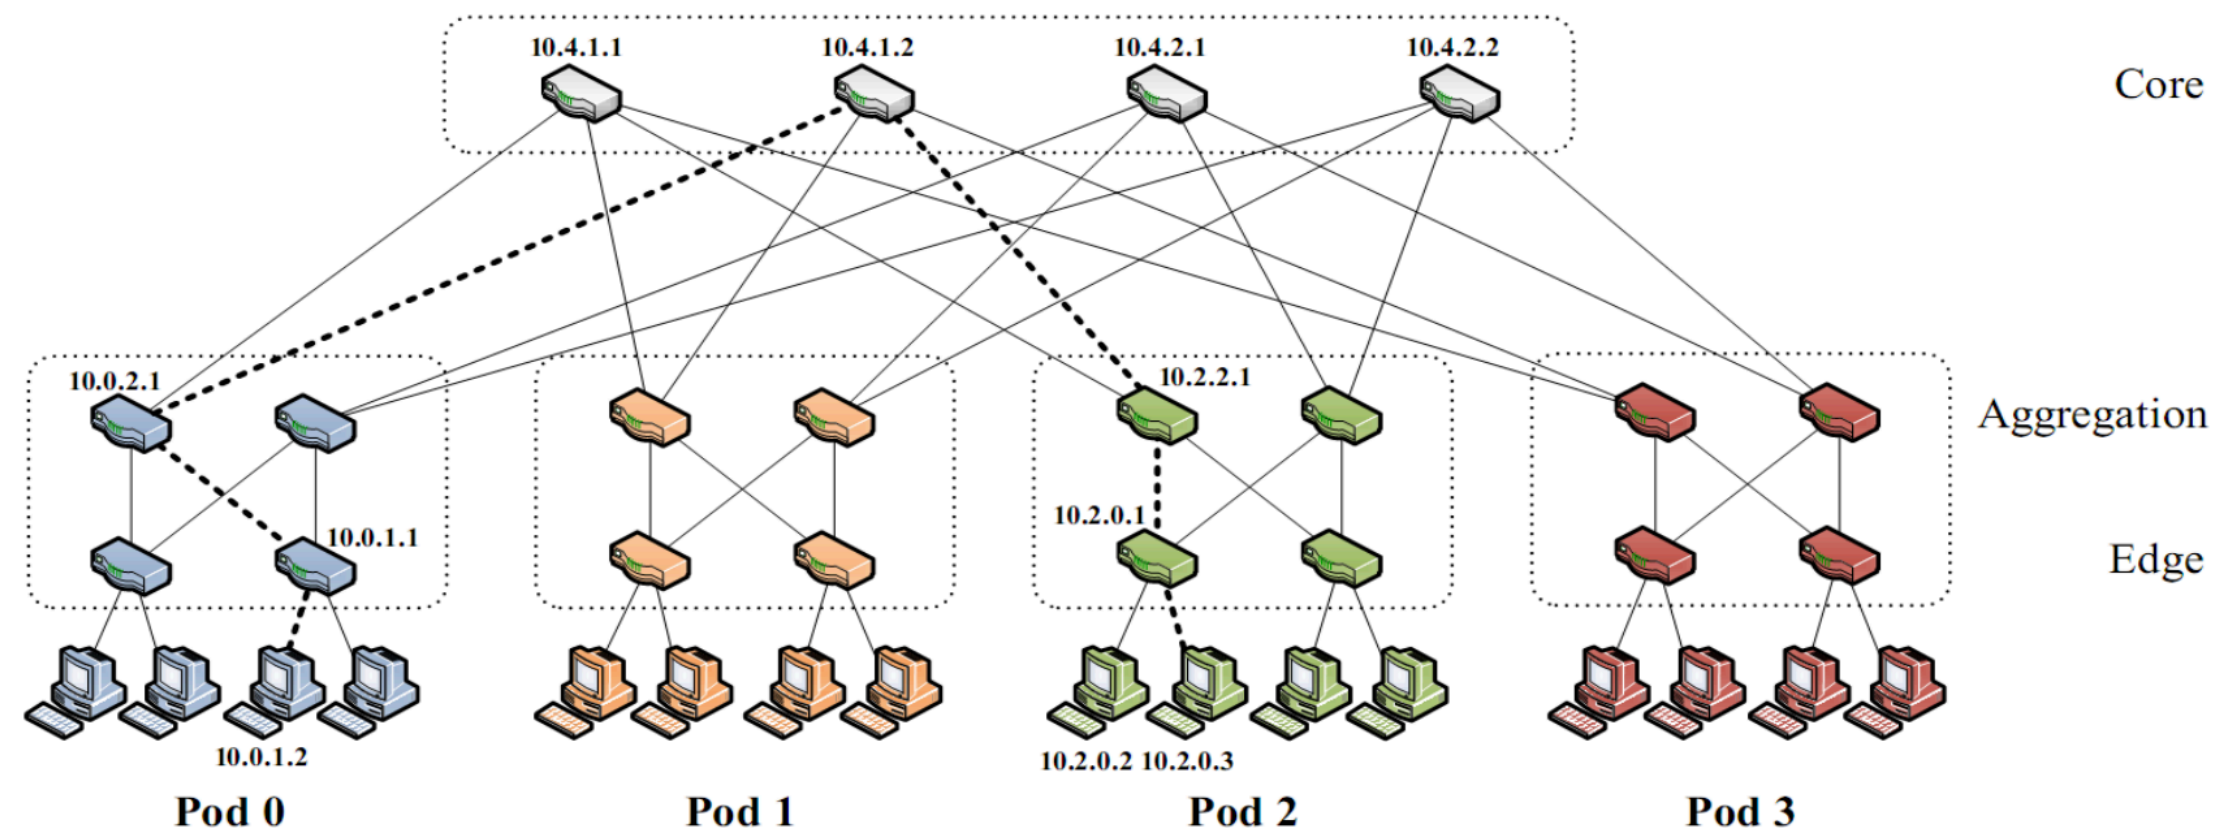 10.4.1.1 10.4.1.2 10.4.2.1 10.4.2.2
Core
10.0.2.1
10.2.2.1
Aggregation
10.2.0.1
10.0.1.1
Edge
10.0.1.2
10.2.0.2 10.2.0.3
Pod 0 Pod 1 Pod 2 Pod 3